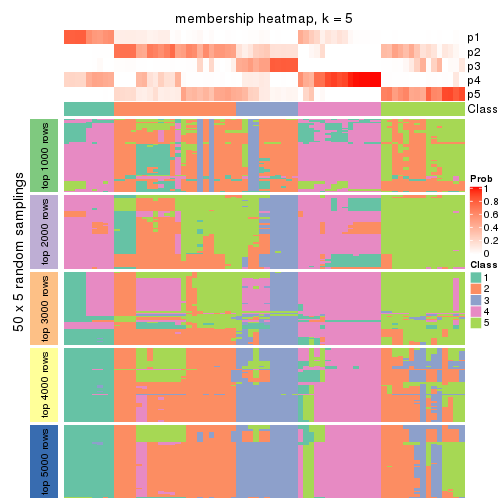 membership heatmap, k = 5
p1
p2
p3
p4
p5
Class
50 x 5 random samplings
top 1000 rows
top 2000 rows
top 3000 rows
top 4000 rows
top 5000 rows
Prob
1
0.8
0.6
0.4
0.2
0
Class
1
2
3
4
5